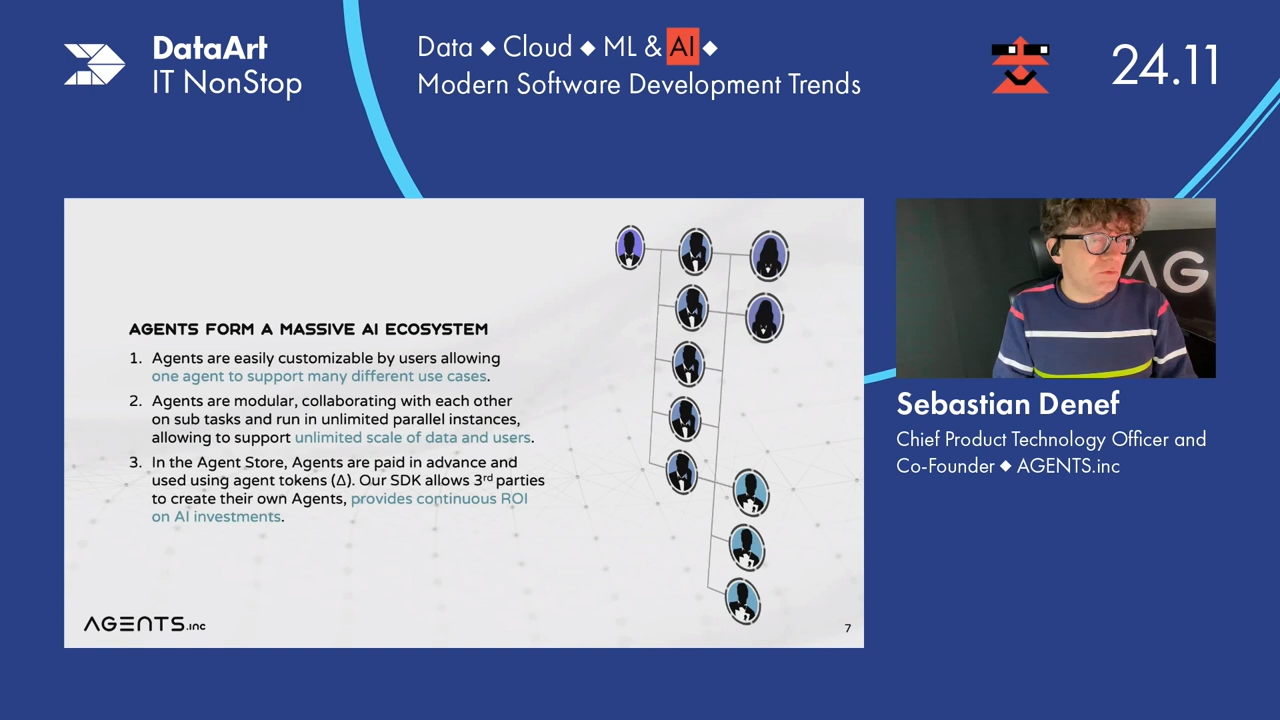 DataArt
IT NonStop
Data ◆ Cloud ◆ ML & AI ◆
Modern Software Development Trends
24.11
AGENTS FORM A MASSIVE AI ECOSYSTEM
1. Agents are easily customizable by users allowing
one agent to support many different use cases.
2. Agents are modular, collaborating with each other
on sub tasks and run in unlimited parallel instances,
allowing to support unlimited scale of data and users.
3. In the Agent Store, Agents are paid in advance and
used using agent tokens (Δ). Our SDK allows 3rd parties
to create their own Agents, provides continuous ROI
on AI investments.
AGENTS.inc
7
AG
Sebastian Denef
Chief Product Technology Officer and
Co-Founder ◆ AGENTS.inc